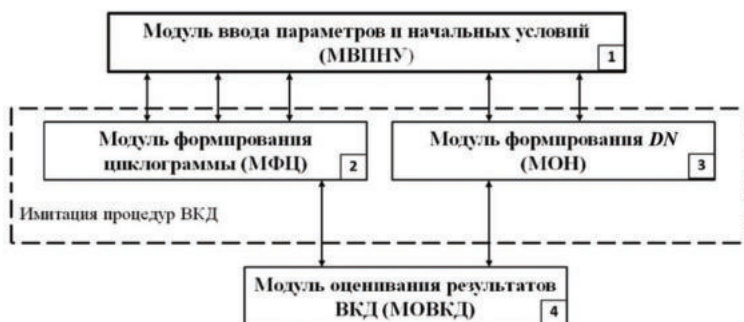 Модуль ввода параметров и начальных условий
(МВПНУ)
1
Модуль формирования
циклограммы (МФЦ)
2
Модуль формирования DN
(МОН)
3
Имитация процедур ВКД
Модуль оценивания результатов
ВКД (МОВКД)
4